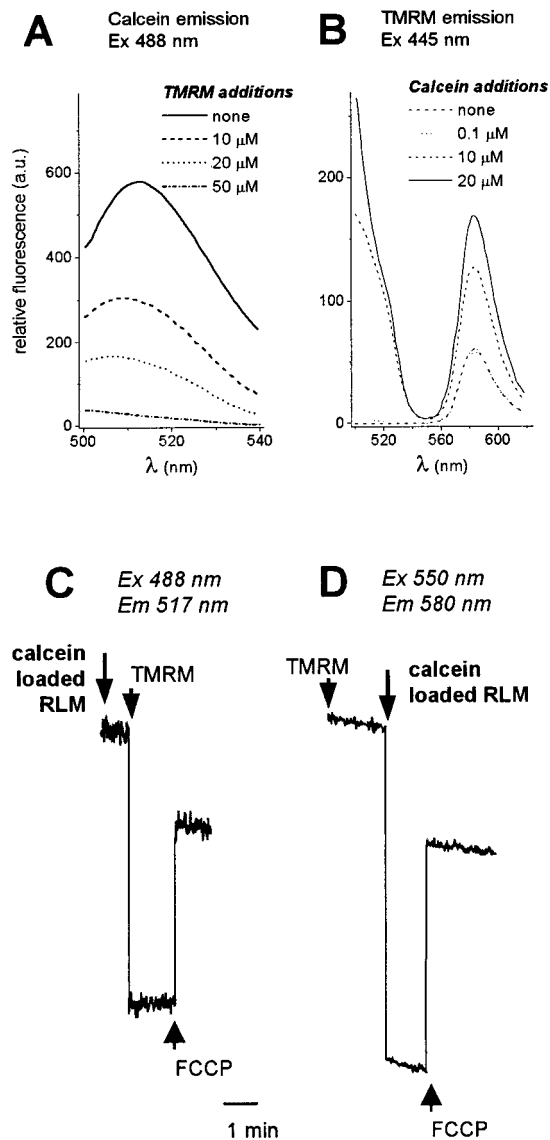 A
Calcein emission
Ex 488 nm
TMRM additions
none
10 µM
20 µM
50 µM
relative fluorescence (a.u.)
600
400
200
0
500
520
540
λ (nm)
B
TMRM emission
Ex 445 nm
Calcein additions
none
0.1 µM
10 µM
20 µM
200
100
0
520
560
600
λ (nm)
C
Ex 488 nm
Em 517 nm
calcein
loaded
RLM
TMRM
FCCP
1 min
D
Ex 550 nm
Em 580 nm
TMRM
calcein
loaded RLM
FCCP